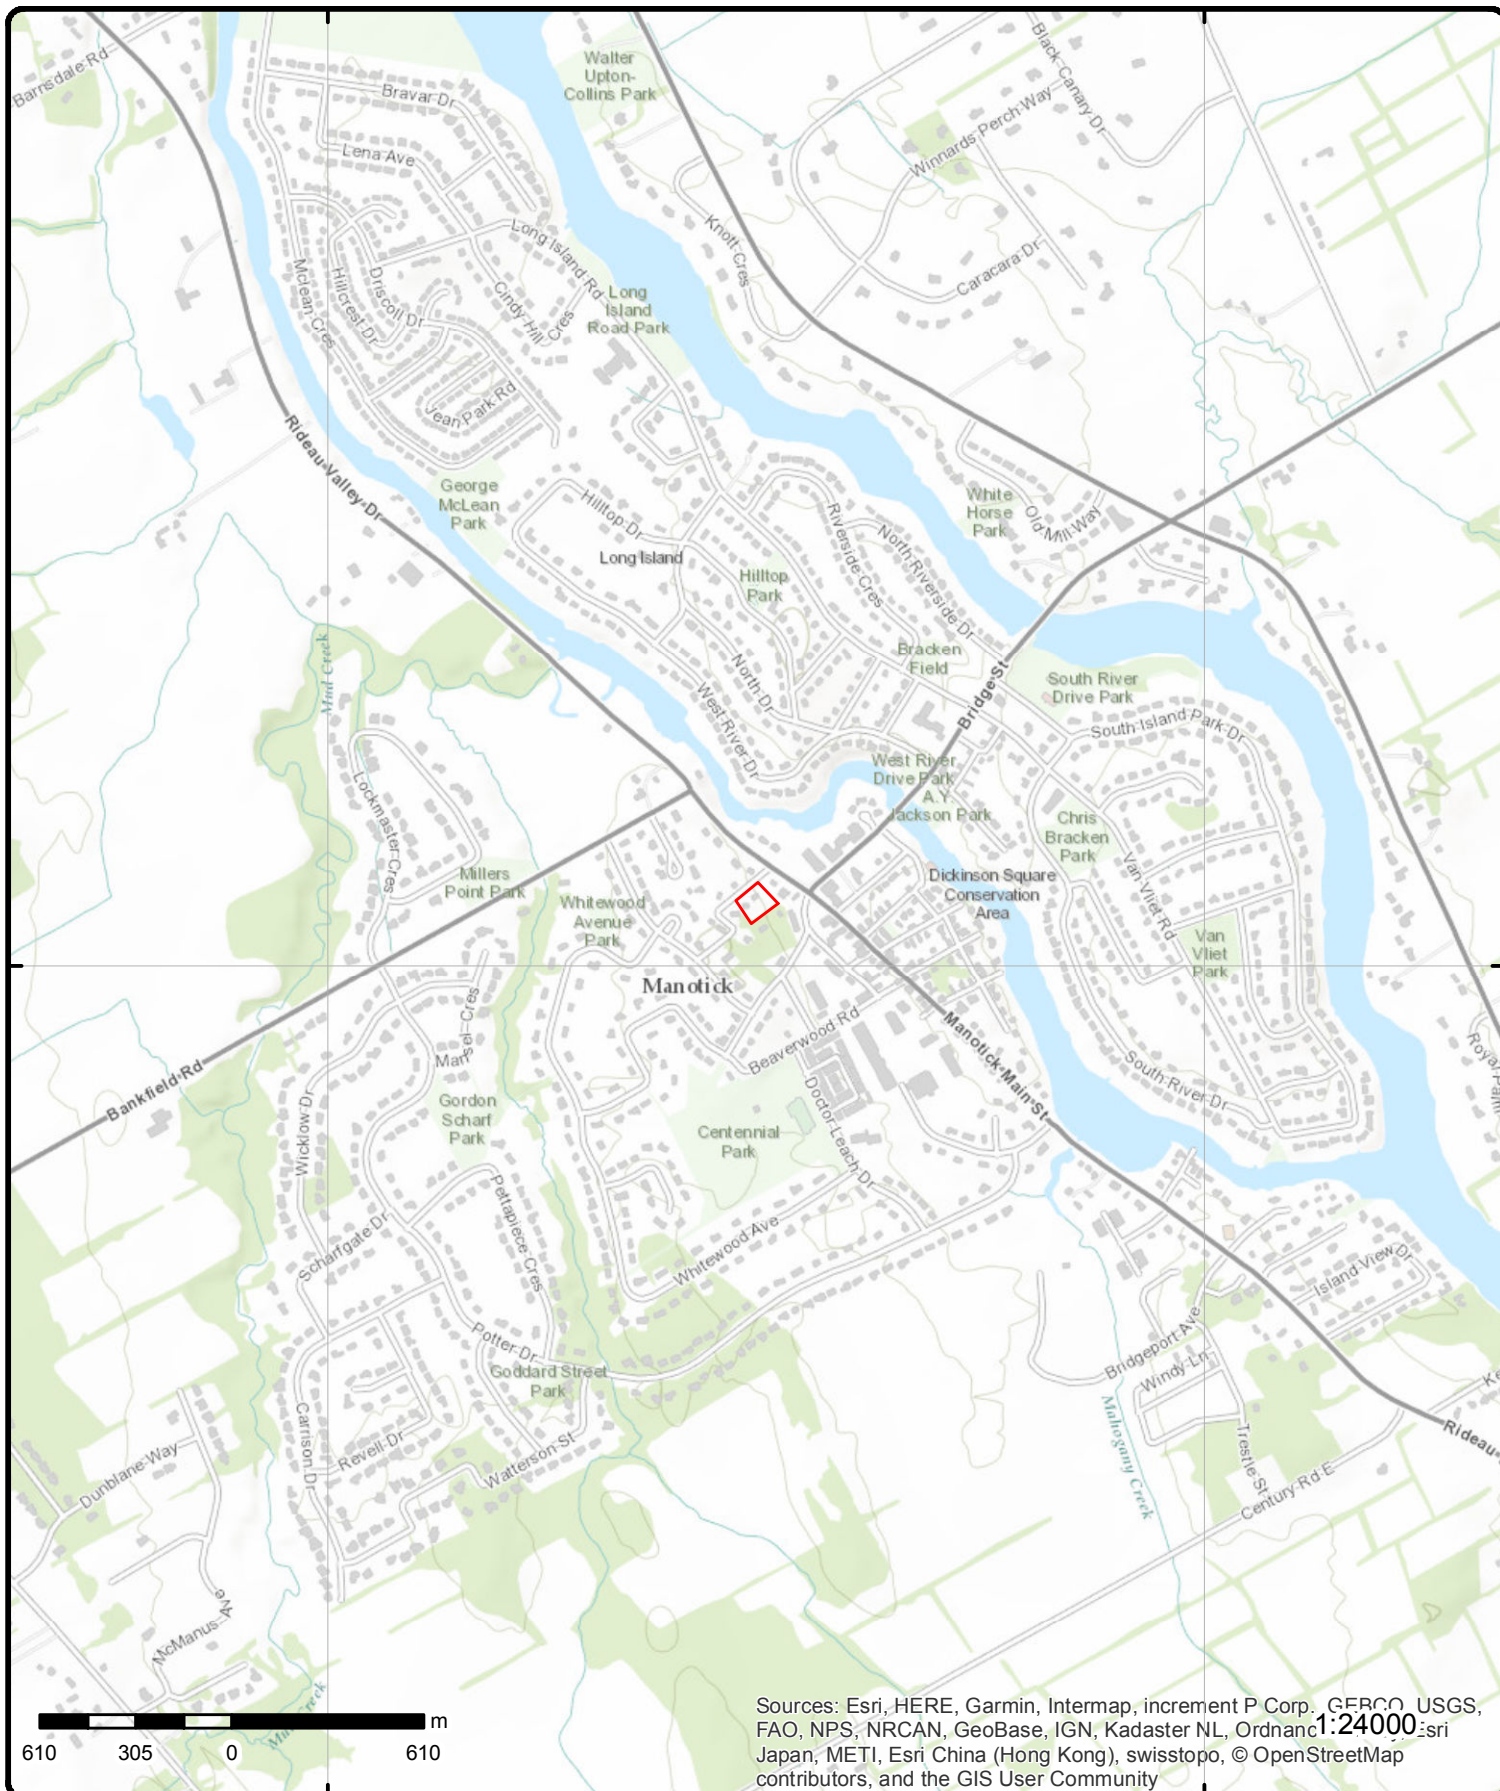 Barnsdale Rd
Bravar Dr
Lena Ave
Walter
Upton-
Collins Park
Black Canary Dr
Winnards Perch Way
Knott Cres
Caracara Dr
Long Island Rd
Long
Island
Road Park
Mclean Cres
Hillcrest Dr
Driscoll Dr
Cindy Hill
Cres
Jean Park Rd
Rideau Valley Dr
George
McLean
Park
Hilltop Dr
Long Island
Hilltop
Park
Riverside Cres
North Riverside Dr
White
Horse
Park
Old Mill Way
Bracken
Field
Bridge St
South River
Drive Park
South Island Park Dr
Mud Creek
North Dr
West River Dr
West River
Drive Park
A.Y.
Jackson Park
Chris
Bracken
Park
Van Vliet Rd
Lockmaster Cres
Millers
Point Park
Whitewood
Avenue
Park
Dickinson Square
Conservation
Area
Van
Vliet
Park
Manotick
Mansel Cres
Beaverwood Rd
Manotick Main St
Bankfield Rd
South River Dr
Gordon
Scharf
Park
Wicklow Dr
Centennial
Park
Doctor Leach Dr
Pettapiece Cres
Scharfgate Dr
Whitewood Ave
Island View Dr
Potter Dr
Goddard Street
Park
Bridgeport Ave
Windy Ln
Carrison Dr
Revell Dr
Watterson St
Dunblane Way
Mahogany Creek
Trestle St
Century Rd E
Rideau
McManus Ave
Mud Creek
m
610 305 0 610
Sources: Esri, HERE, Garmin, Intermap, increment P Corp., GEBCO, USGS,
FAO, NPS, NRCAN, GeoBase, IGN, Kadaster NL, Esri
1:24000
Japan, METI, Esri China (Hong Kong), swisstopo, © OpenStreetMap
contributors, and the GIS User Community